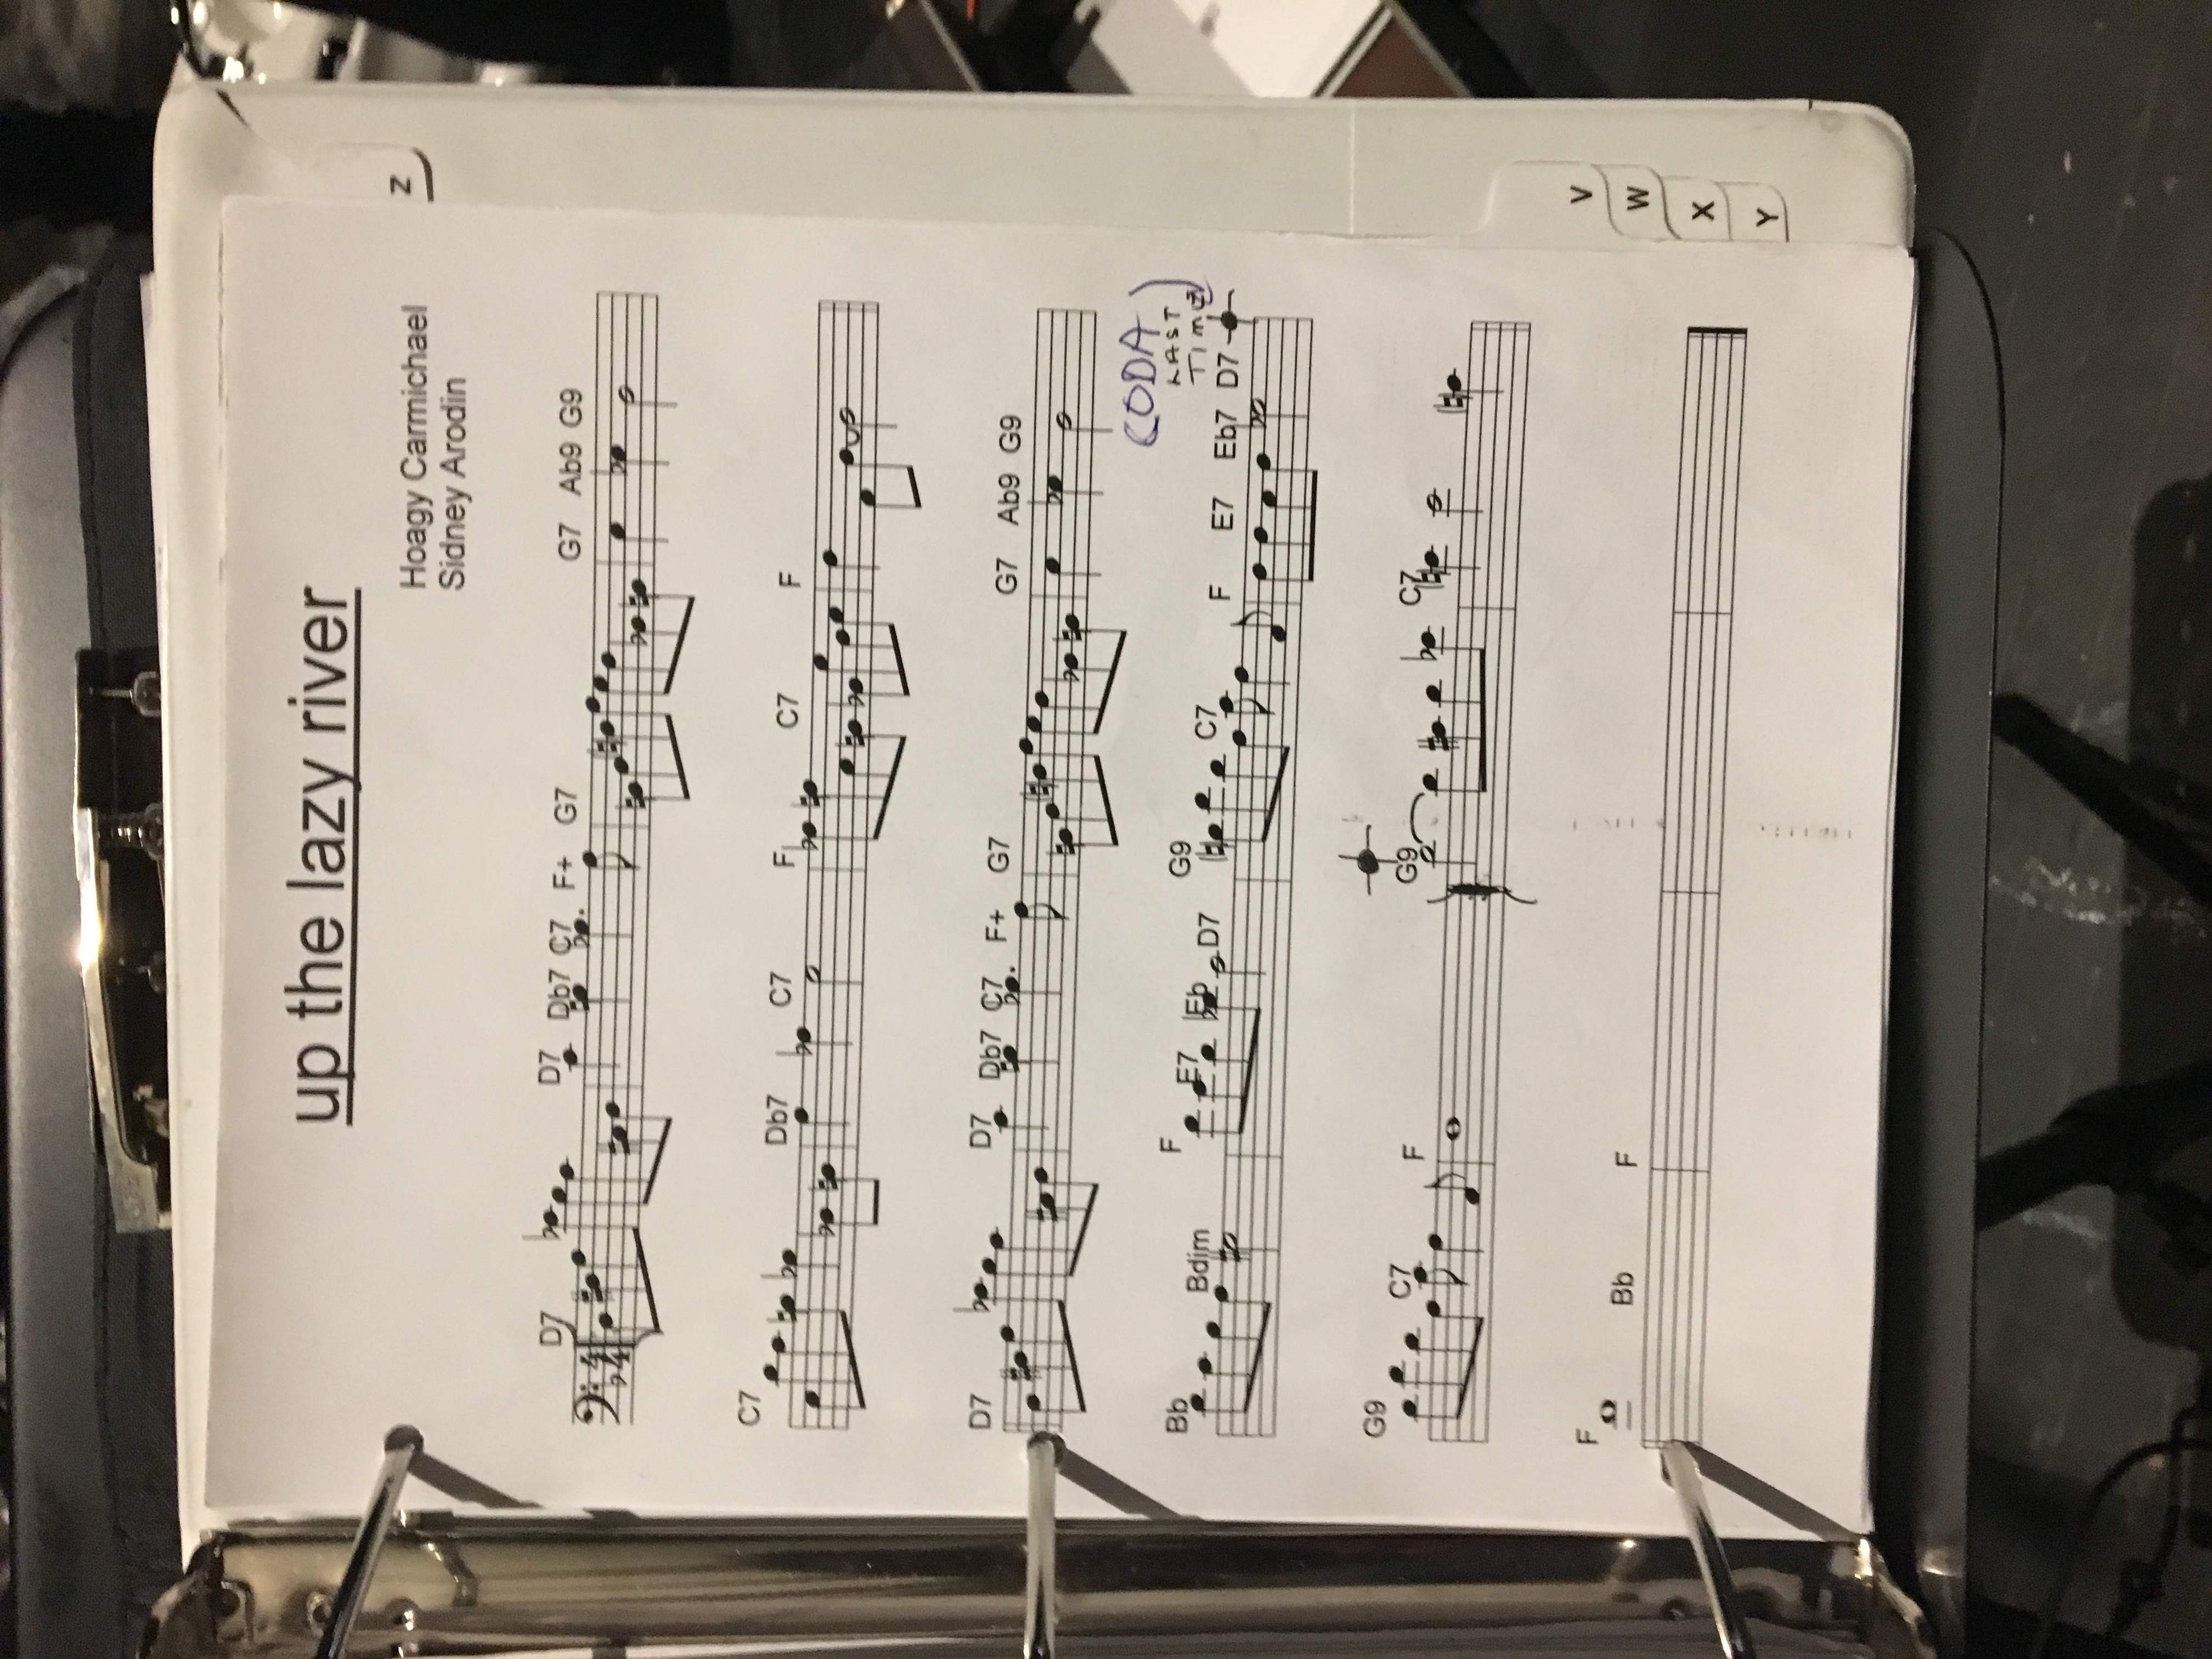 up the lazy river
Hoagy Carmichael
Sidney Arodin
Z
D7 D7 Db7 C7 F+ G7 G7 Ab9 G9
4
4
C7 Db7 C7 F C7 F
D7 D7 Db7 C7 F+ G7 G7 Ab9 G9
CODA
LAST
TIME
Bb Bdim F E7 Eb D7 G9 C7 F E7 Eb7 D7
G9 C7 F G9 C7
F Bb F
V
W
X
Y